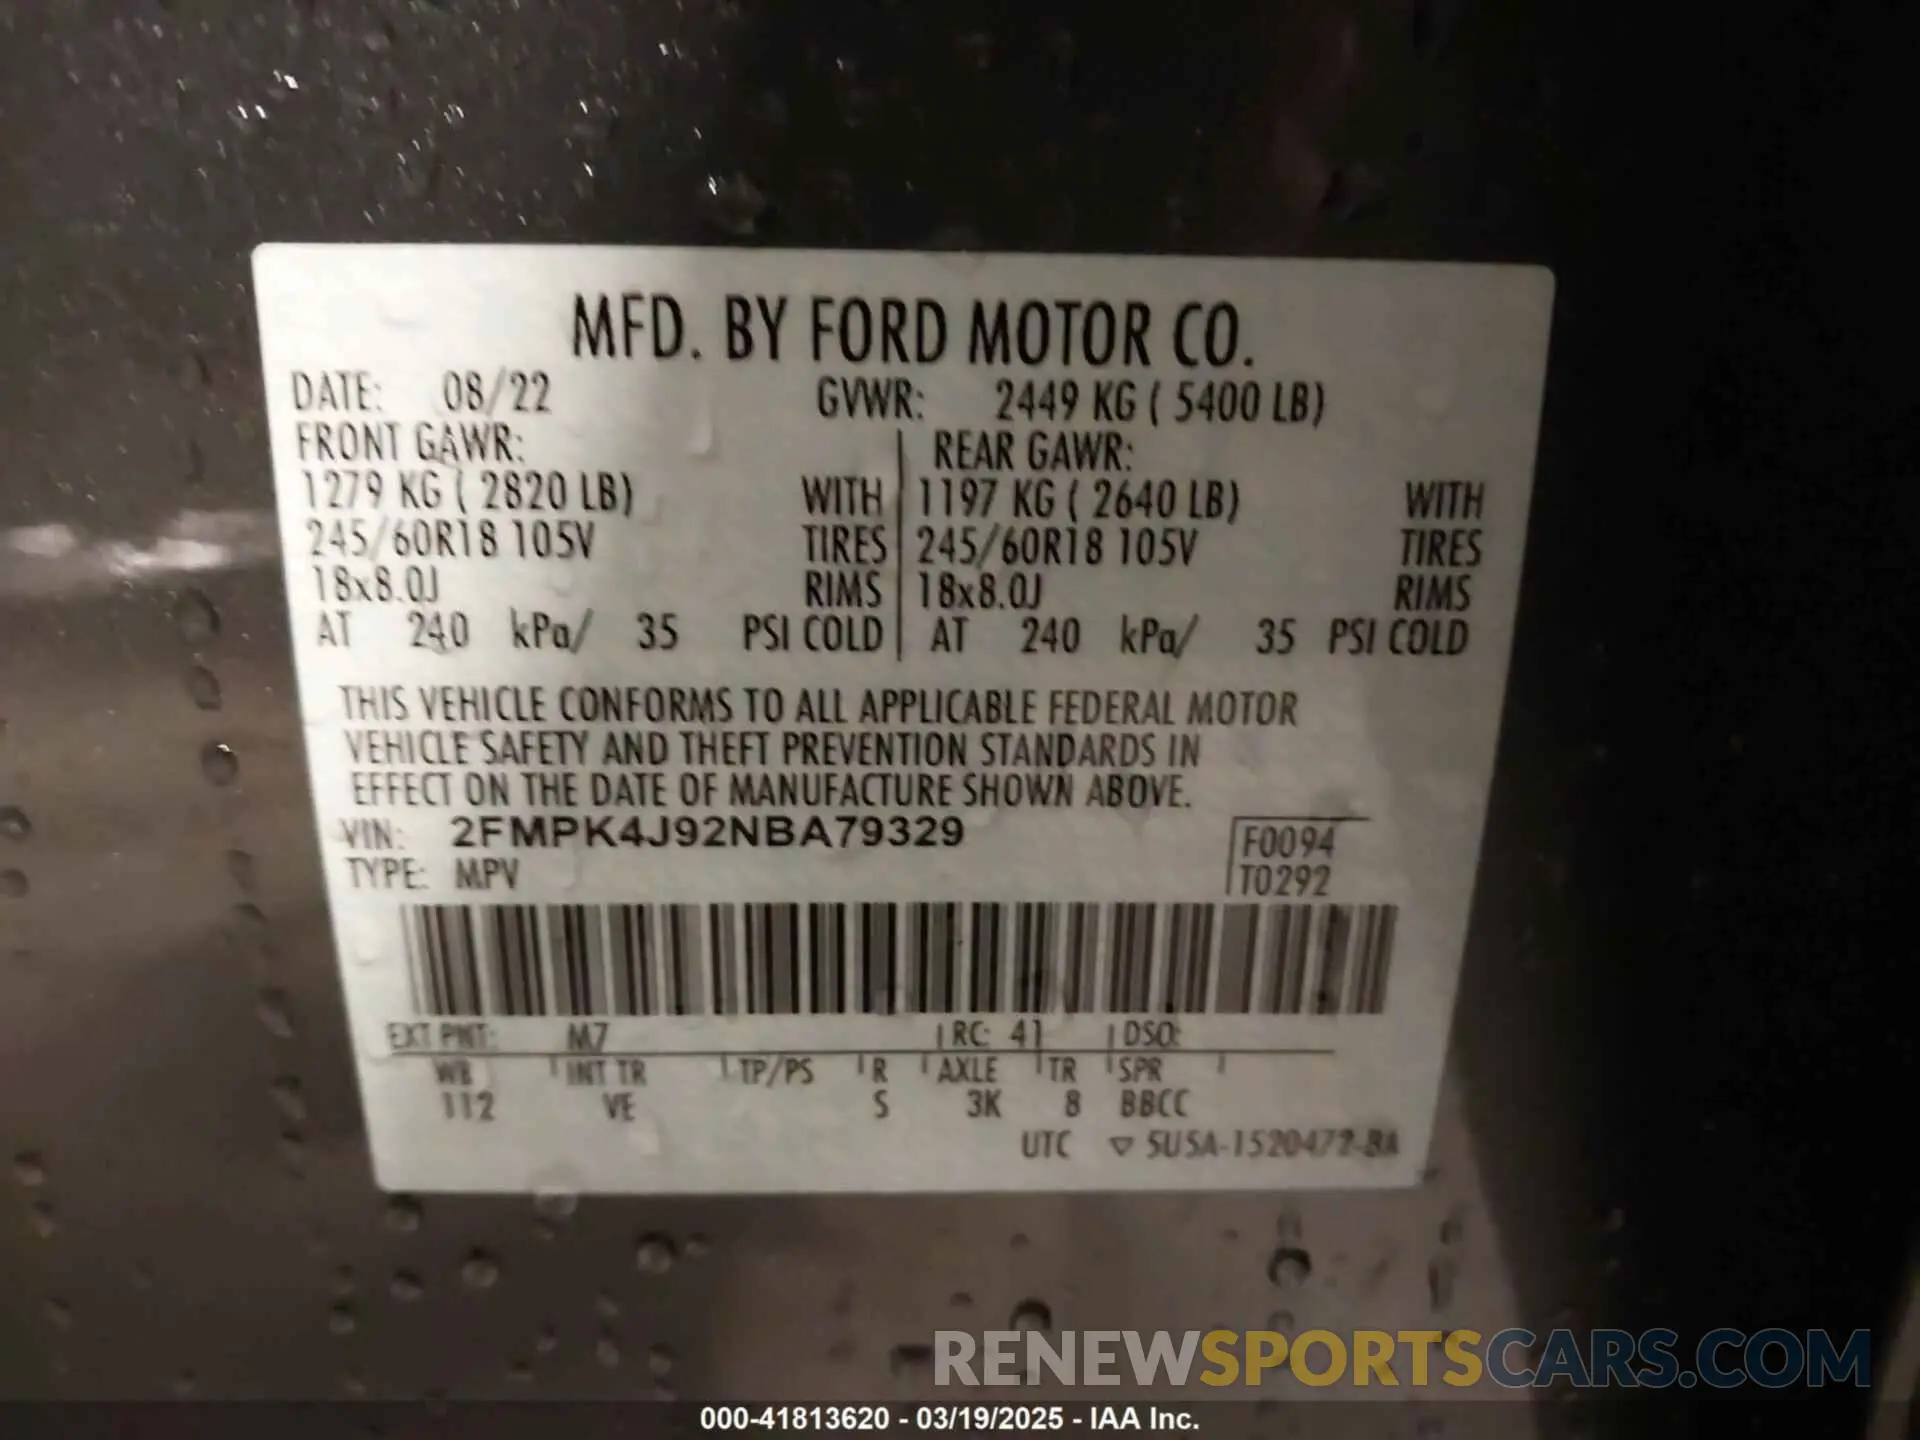 MFD. BY FORD MOTOR CO.
DATE: 08/22 GVWR: 2449 KG ( 5400 LB)
FRONT GAWR: REAR GAWR:
1279 KG ( 2820 LB) WITH 1197 KG ( 2640 LB) WITH
245/60R18 105V TIRES 245/60R18 105V TIRES
18x8.0J RIMS 18x8.0J RIMS
AT 240 kPa/ 35 PSI COLD AT 240 kPa/ 35 PSI COLD
THIS VEHICLE CONFORMS TO ALL APPLICABLE FEDERAL MOTOR
VEHICLE SAFETY AND THEFT PREVENTION STANDARDS IN
EFFECT ON THE DATE OF MANUFACTURE SHOWN ABOVE.
VIN: 2FMPK4J92NBA79329 F0094
TYPE: MPV T0292
EXT PNT: M7 RC: 41 DSO:
WB INT TR TP/PS R AXLE TR SPR
112 VE S 3K 8 BBCC
UTC ▽ 5U5A-1520472-BA
RENEWSPORTSCARS.COM
000-41813620 - 03/19/2025 - IAA Inc.